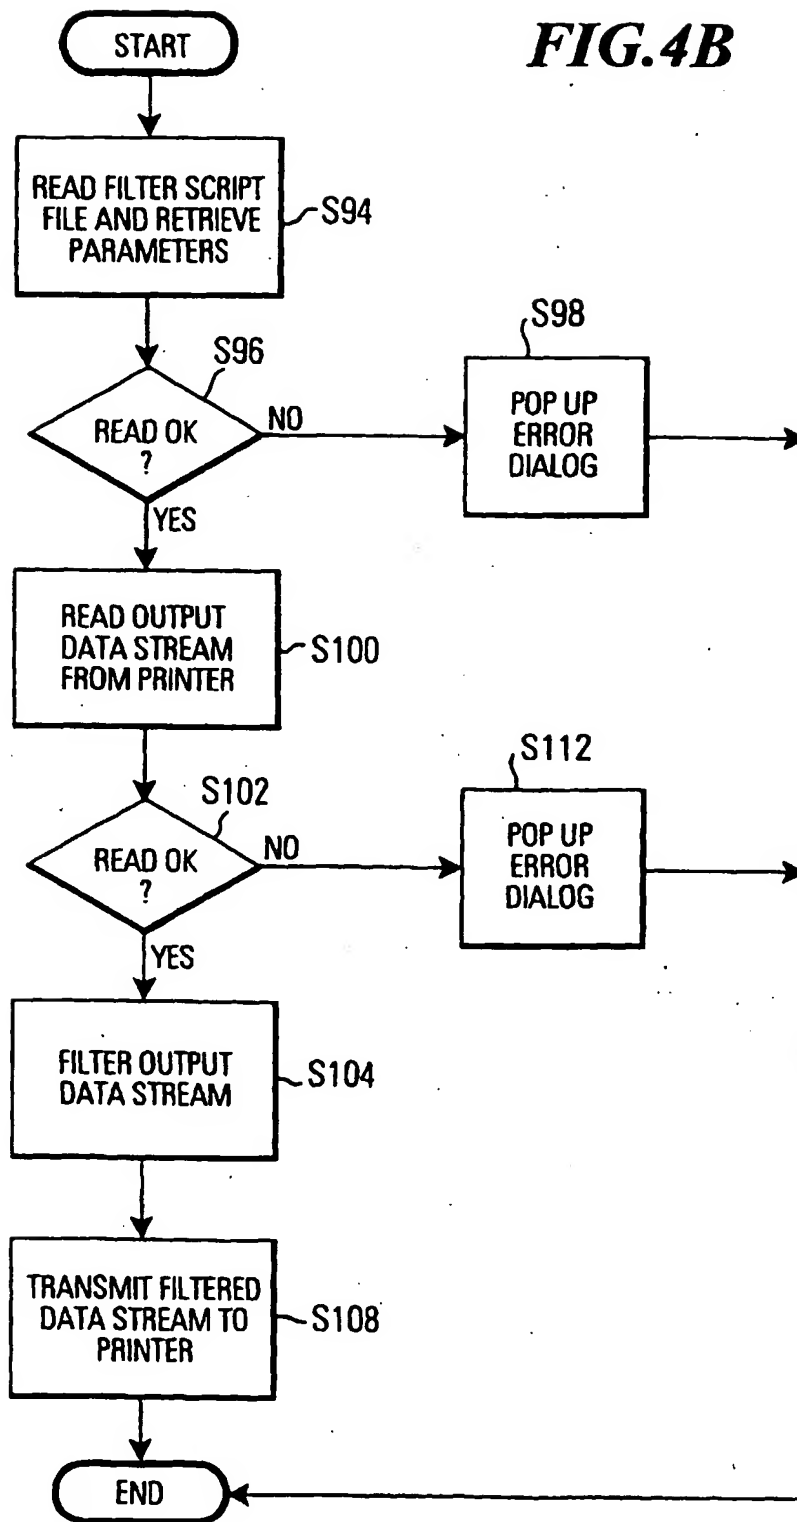 FIG.4B
START
READ FILTER SCRIPT
FILE AND RETRIEVE
PARAMETERS
S94
S96
READ OK
?
NO
YES
S98
POP UP
ERROR
DIALOG
READ OUTPUT
DATA STREAM
FROM PRINTER
S100
S102
READ OK
?
NO
YES
S112
POP UP
ERROR
DIALOG
FILTER OUTPUT
DATA STREAM
S104
TRANSMIT FILTERED
DATA STREAM TO
PRINTER
S108
END